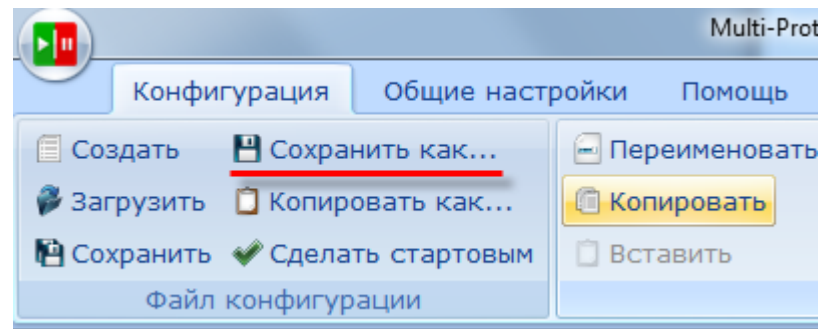 Multi-Prot
Конфигурация Общие настройки Помощь
Создать Сохранить как... Переименовать
Загрузить Копировать как... Копировать
Сохранить Сделать стартовым Вставить
Файл конфигурации